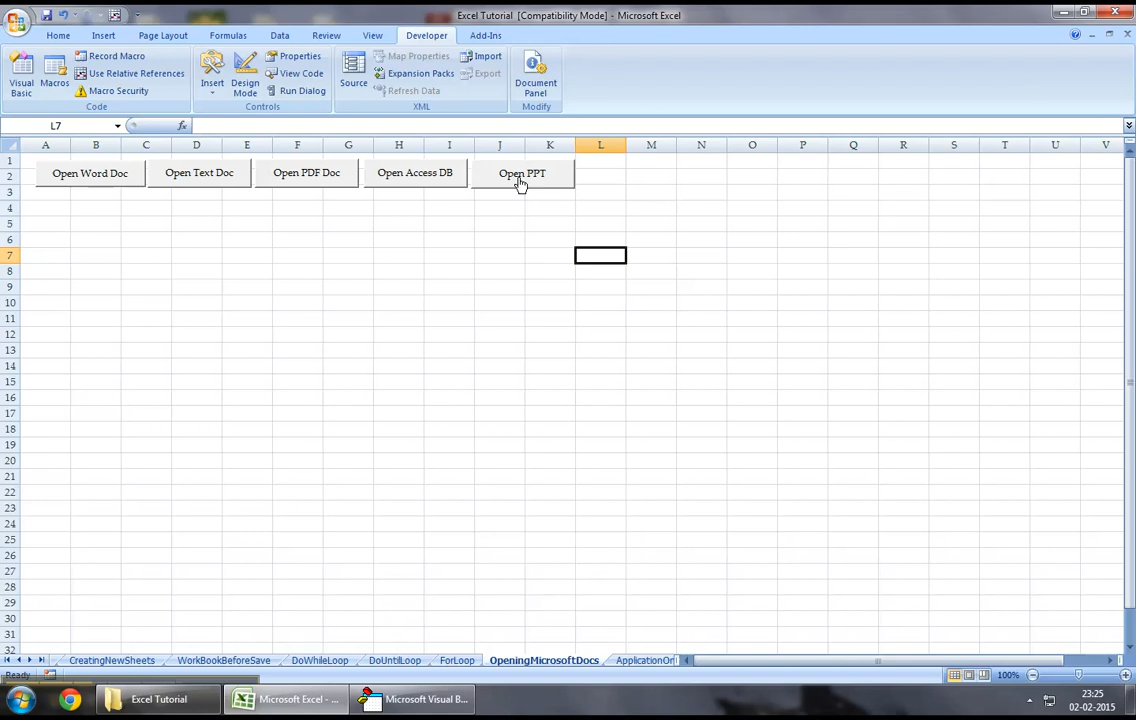 Excel Tutorial [Compatibility Mode] - Microsoft Excel
Home Insert Page Layout Formulas Data Review View Developer Add-Ins
Visual Basic
Macros
Record Macro
Use Relative References
Macro Security
Code
Insert
Design Mode
Properties
View Code
Run Dialog
Controls
Source
Map Properties
Expansion Packs
Refresh Data
Import
Export
XML
Document Panel
Modify
L7
fx
A B C D E F G H I J K L M N O P Q R S T U V
1
2
3
4
5
6
7
8
9
10
11
12
13
14
15
16
17
18
19
20
21
22
23
24
25
26
27
28
29
30
31
32
Open Word Doc Open Text Doc Open PDF Doc Open Access DB Open PPT
CreatingNewSheets WorkBookBeforeSave DoWhileLoop DoUntilLoop ForLoop OpeningMicrosoftDocs ApplicationOn
Ready
100%
Excel Tutorial
Microsoft Excel - ...
Microsoft Visual B...
23:25
02-02-2015